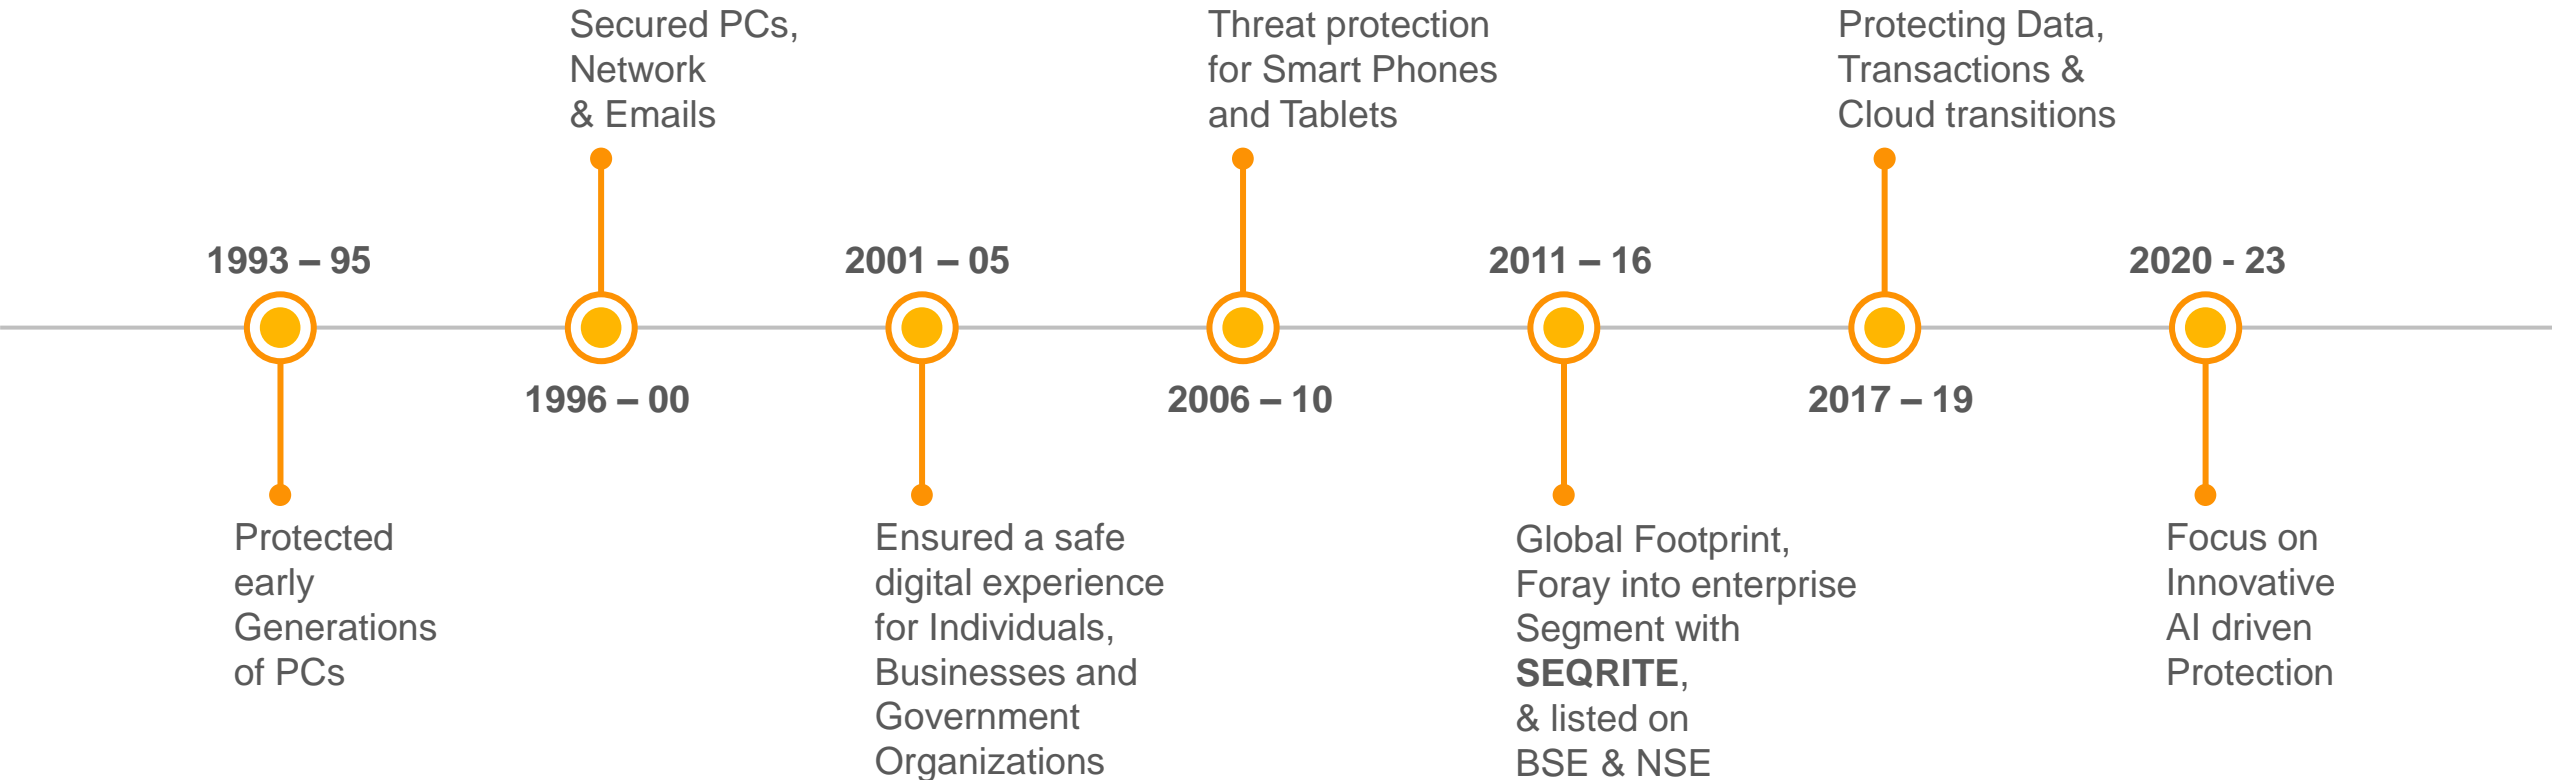 Secured PCs,
Network
& Emails
Threat protection
for Smart Phones
and Tablets
Protecting Data,
Transactions &
Cloud transitions
1993 – 95
2001 – 05
2011 – 16
2020 - 23
1996 – 00
2006 – 10
2017 – 19
Protected
early
Generations
of PCs
Ensured a safe
digital experience
for Individuals,
Businesses and
Government
Organizations
Global Footprint,
Foray into enterprise
Segment with
SEQRITE,
& listed on
BSE & NSE
Focus on
Innovative
AI driven
Protection